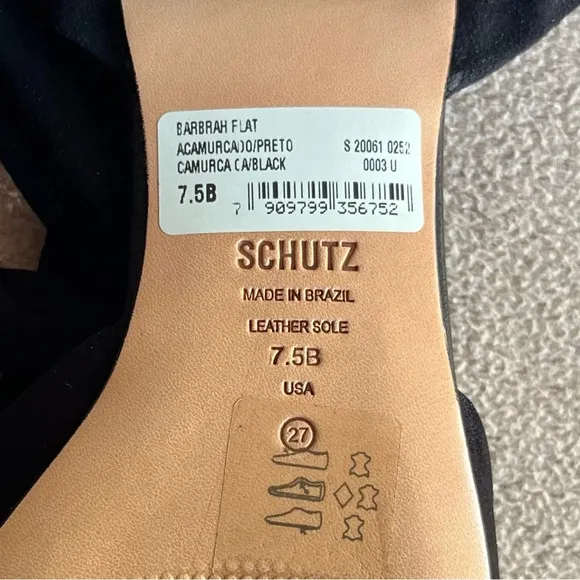 BARBRAH FLAT
ACAMURCADO/PRETO S 20061 0252
CAMURCA CA/BLACK 0003 U
7.5B 7 909799 356752
SCHUTZ
MADE IN BRAZIL
LEATHER SOLE
7.5B
USA
27